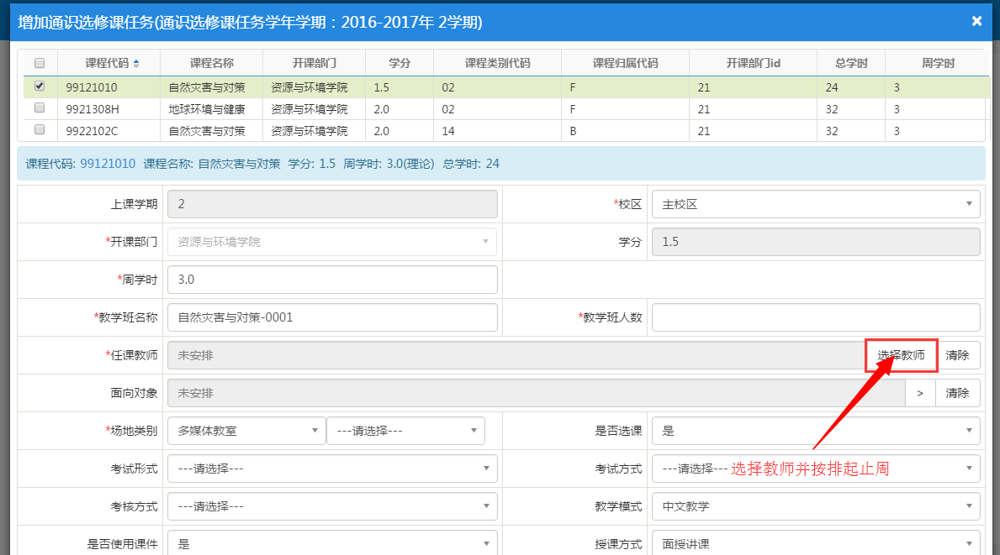 增加通识选修课任务(通识选修课任务学年学期：2016-2017年 2学期) ×
课程代码 课程名称 开课部门 学分 课程类别代码 课程归属代码 开课部门id 总学时 周学时
99121010 自然灾害与对策 资源与环境学院 1.5 02 F 21 24 3
9921308H 地球环境与健康 资源与环境学院 2.0 02 F 21 32 3
9922102C 自然灾害与对策 资源与环境学院 2.0 14 B 21 32 3
课程代码: 99121010 课程名称: 自然灾害与对策 学分: 1.5 周学时: 3.0(理论) 总学时: 24
上课学期 2 *校区 主校区
*开课部门 资源与环境学院 学分 1.5
*周学时 3.0
*教学班名称 自然灾害与对策-0001 *教学班人数
*任课教师 未安排 选择教师 清除
面向对象 未安排 > 清除
*场地类别 多媒体教室 ---请选择--- 是否选课 是
考试形式 ---请选择--- 考试方式 ---请选择--- 选择教师并按排起止周
考核方式 ---请选择--- 教学模式 中文教学
是否使用课件 是 授课方式 面授讲课